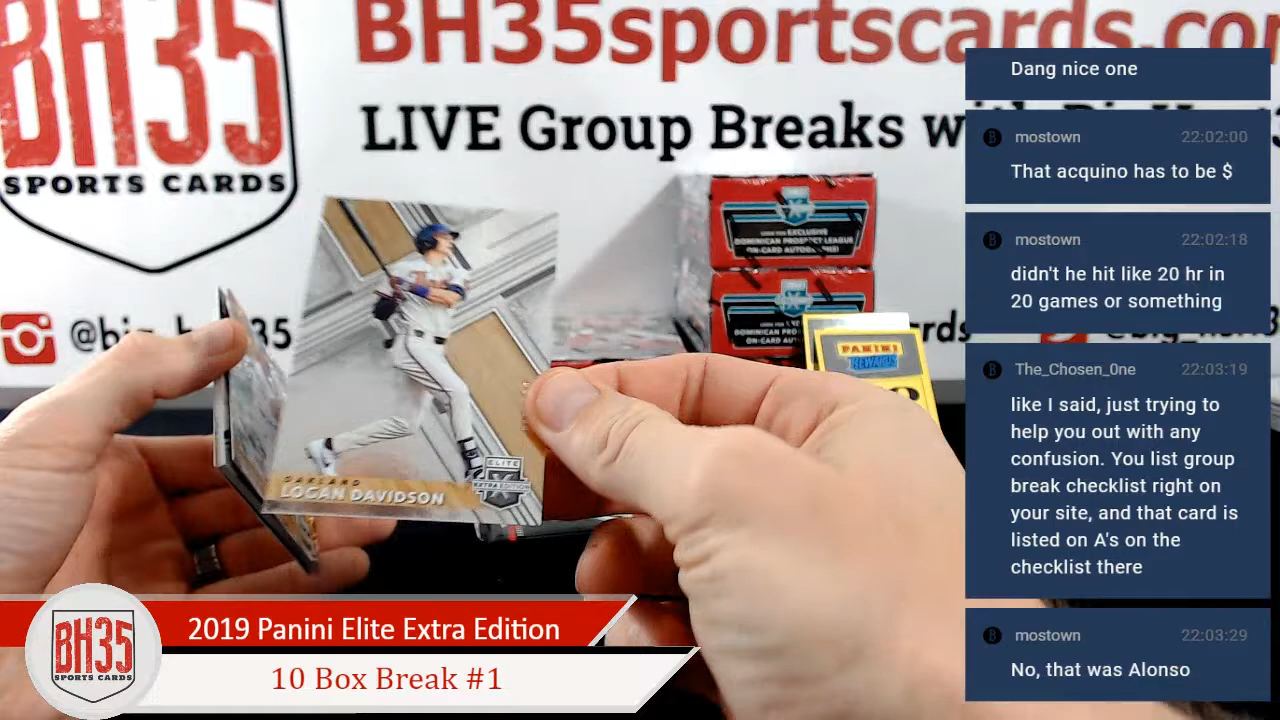 BH35
SPORTS CARDS
BH35sportscards.co
LIVE Group Breaks w
@big_h
35
EXCLUSIVE
DOMINICAN PROSPECT LEAGUE
DOMINICAN PRO
ON-CARD AU
PANINI
REWARDS
OAKLAND
LOGAN DAVIDSON
ELITE
EXTRA EDITION
Dang nice one
mostown 22:02:00
That acquino has to be $
mostown 22:02:18
didn't he hit like 20 hr in
20 games or something
The_Chosen_0ne 22:03:19
like I said, just trying to
help you out with any
confusion. You list group
break checklist right on
your site, and that card is
listed on A's on the
checklist there
mostown 22:03:29
No, that was Alonso
BH35
SPORTS CARDS
2019 Panini Elite Extra Edition
10 Box Break #1